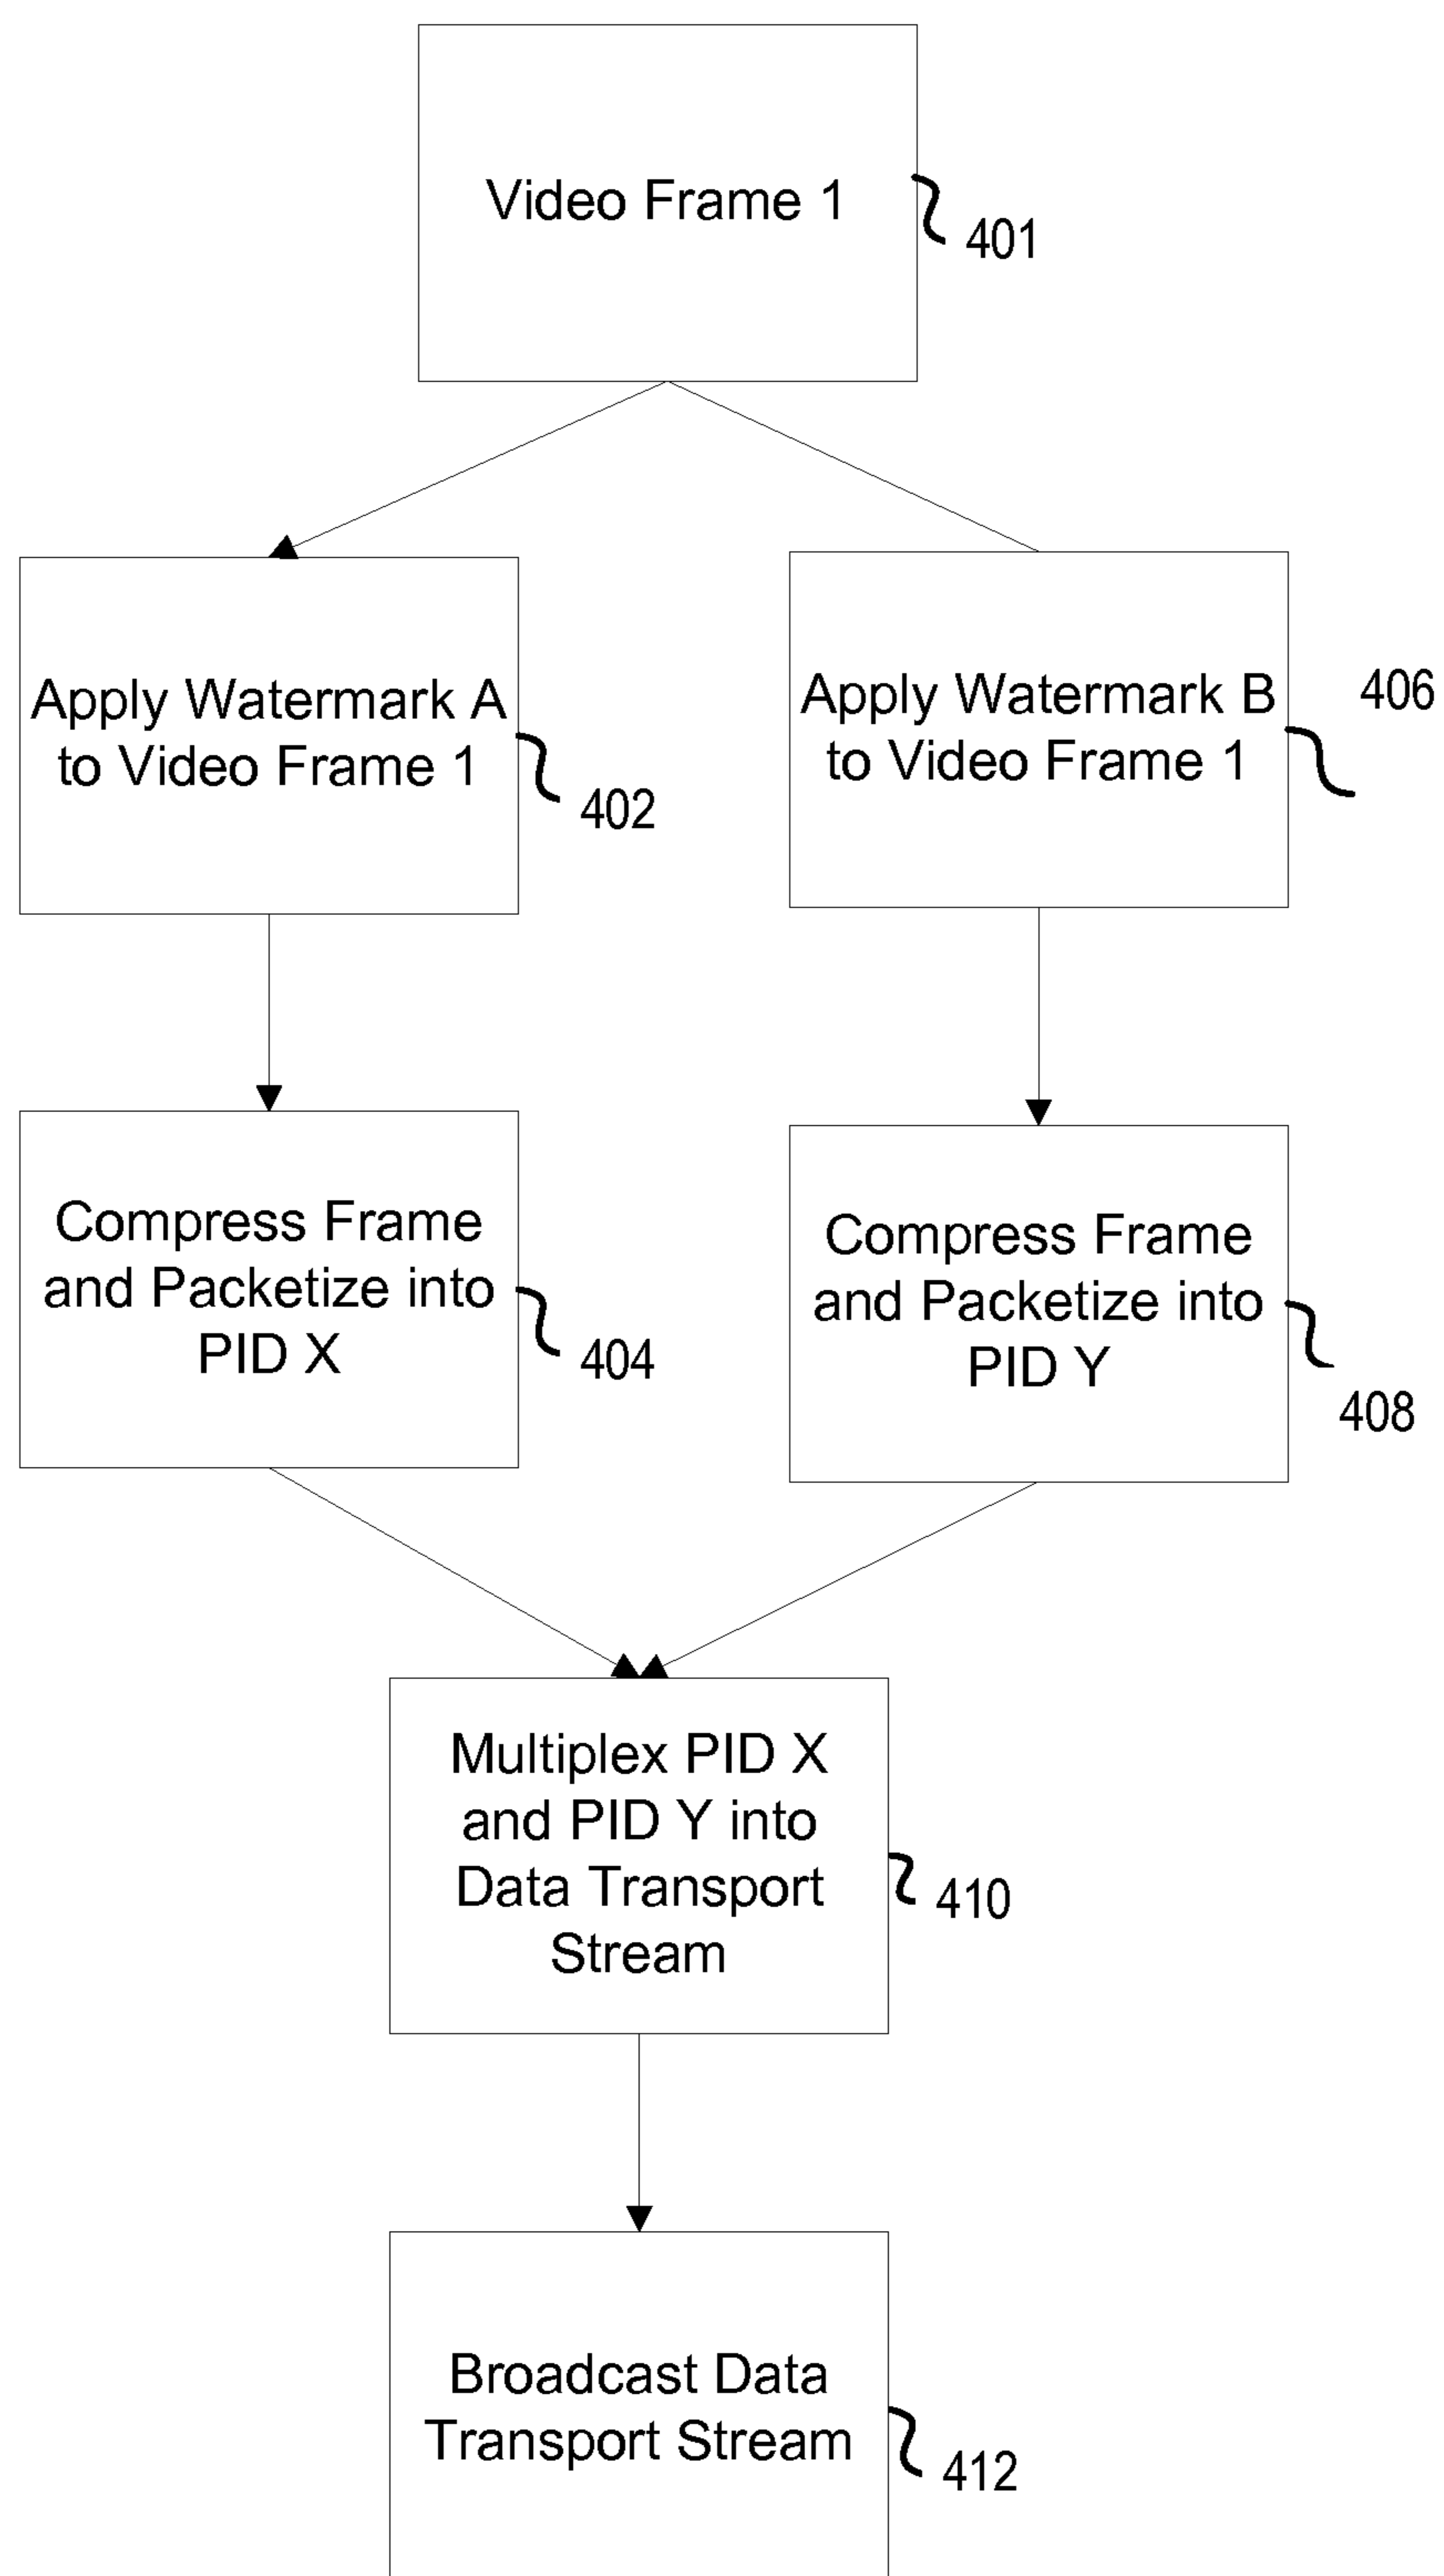 Video Frame 1
401
Apply Watermark A
to Video Frame 1
402
Apply Watermark B
to Video Frame 1
406
Compress Frame
and Packetize into
PID X
404
Compress Frame
and Packetize into
PID Y
408
Multiplex PID X
and PID Y into
Data Transport
Stream
410
Broadcast Data
Transport Stream
412